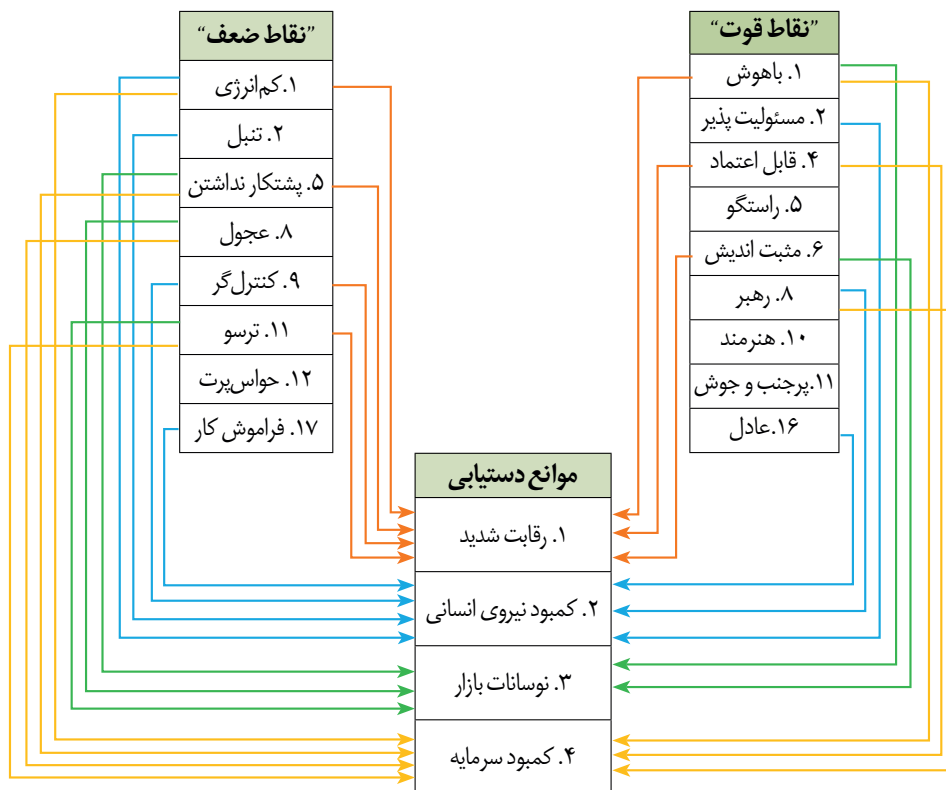 ”نقاط قوت“
۱. باهوش
۲. مسئولیت پذیر
۴. قابل اعتماد
۵. راستگو
۶. مثبت اندیش
۸. رهبر
۱۰. هنرمند
۱۱.پرجنب و جوش
۱۶.عادل
”نقاط ضعف“
۱.کم‌انرژی
۲. تنبل
۵. پشتکار نداشتن
۸. عجول
۹. کنترل‌گر
۱۱. ترسو
۱۲. حواس‌پرت
۱۷. فراموش کار
موانع دستیابی
۱. رقابت شدید
۲. کمبود نیروی انسانی
۳. نوسانات بازار
۴. کمبود سرمایه